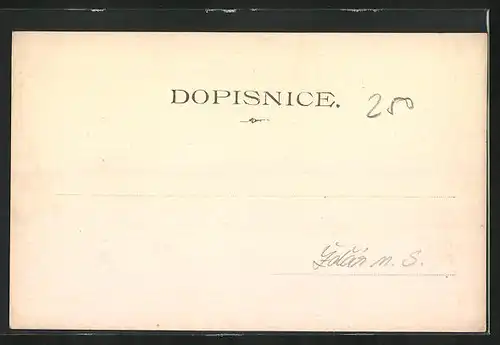 DOPISNICE.
250
n. S.